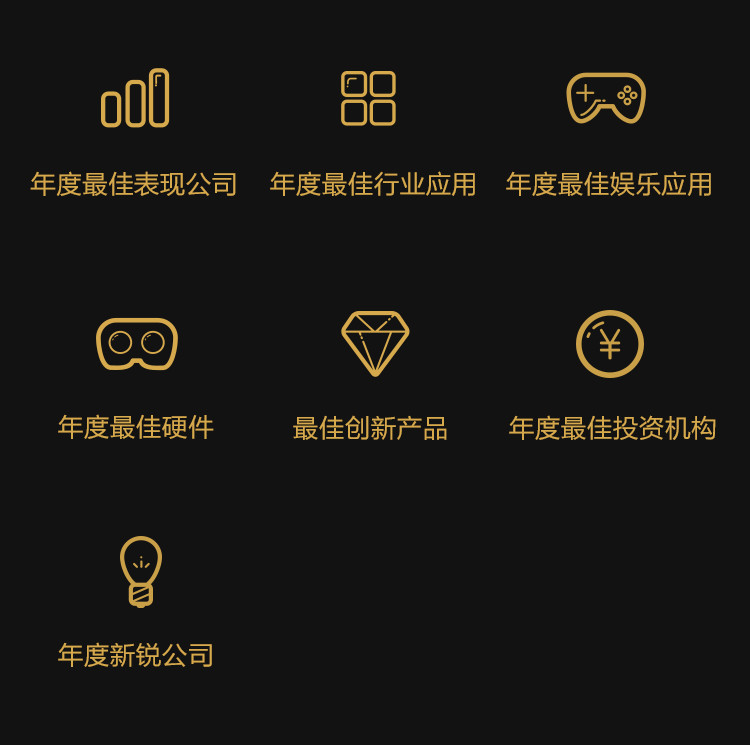 年度最佳表现公司
年度最佳行业应用
年度最佳娱乐应用
年度最佳硬件
最佳创新产品
年度最佳投资机构
年度新锐公司